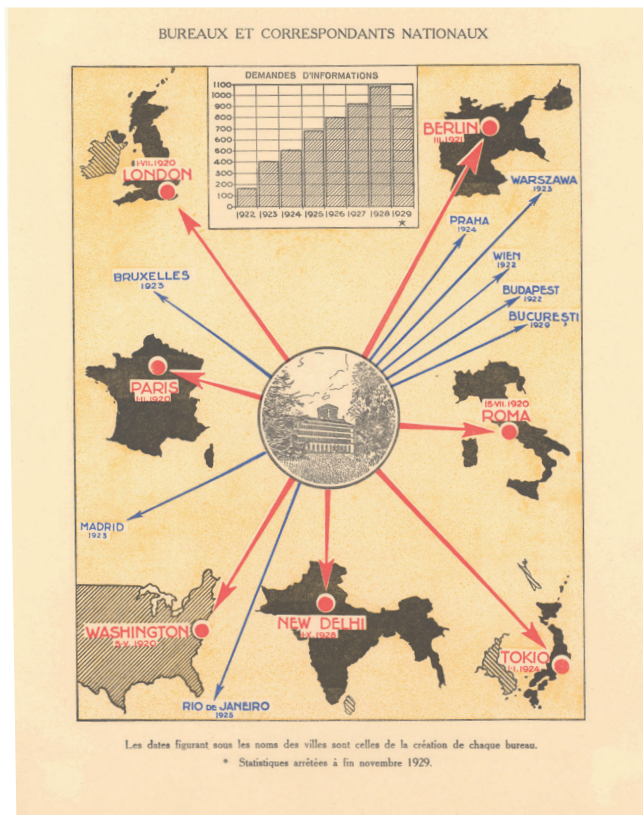 BUREAUX ET CORRESPONDANTS NATIONAUX
DEMANDES D'INFORMATIONS
1100
1000
900
800
700
600
500
400
300
200
100
0
1922 1923 1924 1925 1926 1927 1928 1929
*
BERLIN
III.1921
1-VII.1920
LONDON
WARSZAWA
1923
PRAHA
1924
WIEN
1922
BRUXELLES
1923
BUDAPEST
1922
BUCUREȘTI
1929
PARIS
1.11.1920
15-VII.1920
ROMA
MADRID
1923
WASHINGTON
5-V.1920
NEW DELHI
1-X.1928
TOKIO
1.1.1924
RIO DE JANEIRO
1925
Les dates figurant sous les noms des villes sont celles de la création de chaque bureau.
* Statistiques arrêtées à fin novembre 1929.